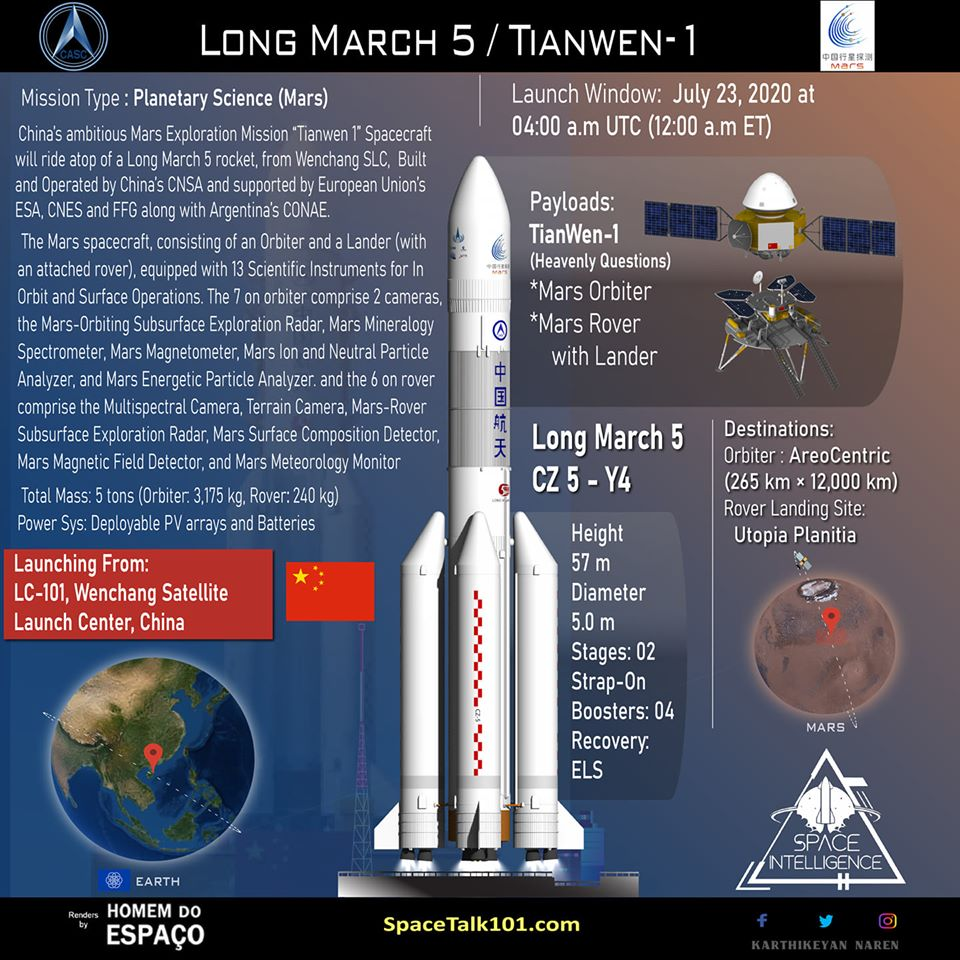 CASC
LONG MARCH 5 / TIANWEN-1
中国行星探测
Mars
Mission Type : Planetary Science (Mars)
China's ambitious Mars Exploration Mission "Tianwen 1" Spacecraft
will ride atop of a Long March 5 rocket, from Wenchang SLC, Built
and Operated by China's CNSA and supported by European Union's
ESA, CNES and FFG along with Argentina's CONAE.
The Mars spacecraft, consisting of an Orbiter and a Lander (with
an attached rover), equipped with 13 Scientific Instruments for In
Orbit and Surface Operations. The 7 on orbiter comprise 2 cameras,
the Mars-Orbiting Subsurface Exploration Radar, Mars Mineralogy
Spectrometer, Mars Magnetometer, Mars Ion and Neutral Particle
Analyzer, and Mars Energetic Particle Analyzer. and the 6 on rover
comprise the Multispectral Camera, Terrain Camera, Mars-Rover
Subsurface Exploration Radar, Mars Surface Composition Detector,
Mars Magnetic Field Detector, and Mars Meteorology Monitor
Total Mass: 5 tons (Orbiter: 3,175 kg, Rover: 240 kg)
Power Sys: Deployable PV arrays and Batteries
Launching From:
LC-101, Wenchang Satellite
Launch Center, China
EARTH
Launch Window: July 23, 2020 at
04:00 a.m UTC (12:00 a.m ET)
Payloads:
TianWen-1
(Heavenly Questions)
*Mars Orbiter
*Mars Rover
with Lander
中国行星探测
Mars
中国航天
CZ-5
Long March 5
CZ 5 - Y4
Height
57 m
Diameter
5.0 m
Stages: 02
Strap-On
Boosters: 04
Recovery:
ELS
Destinations:
Orbiter : AreoCentric
(265 km × 12,000 km)
Rover Landing Site:
Utopia Planitia
MARS
SPACE
INTELLIGENCE
Renders
by
HOMEM DO
ESPAÇO
SpaceTalk101.com
KARTHIKEYAN NAREN